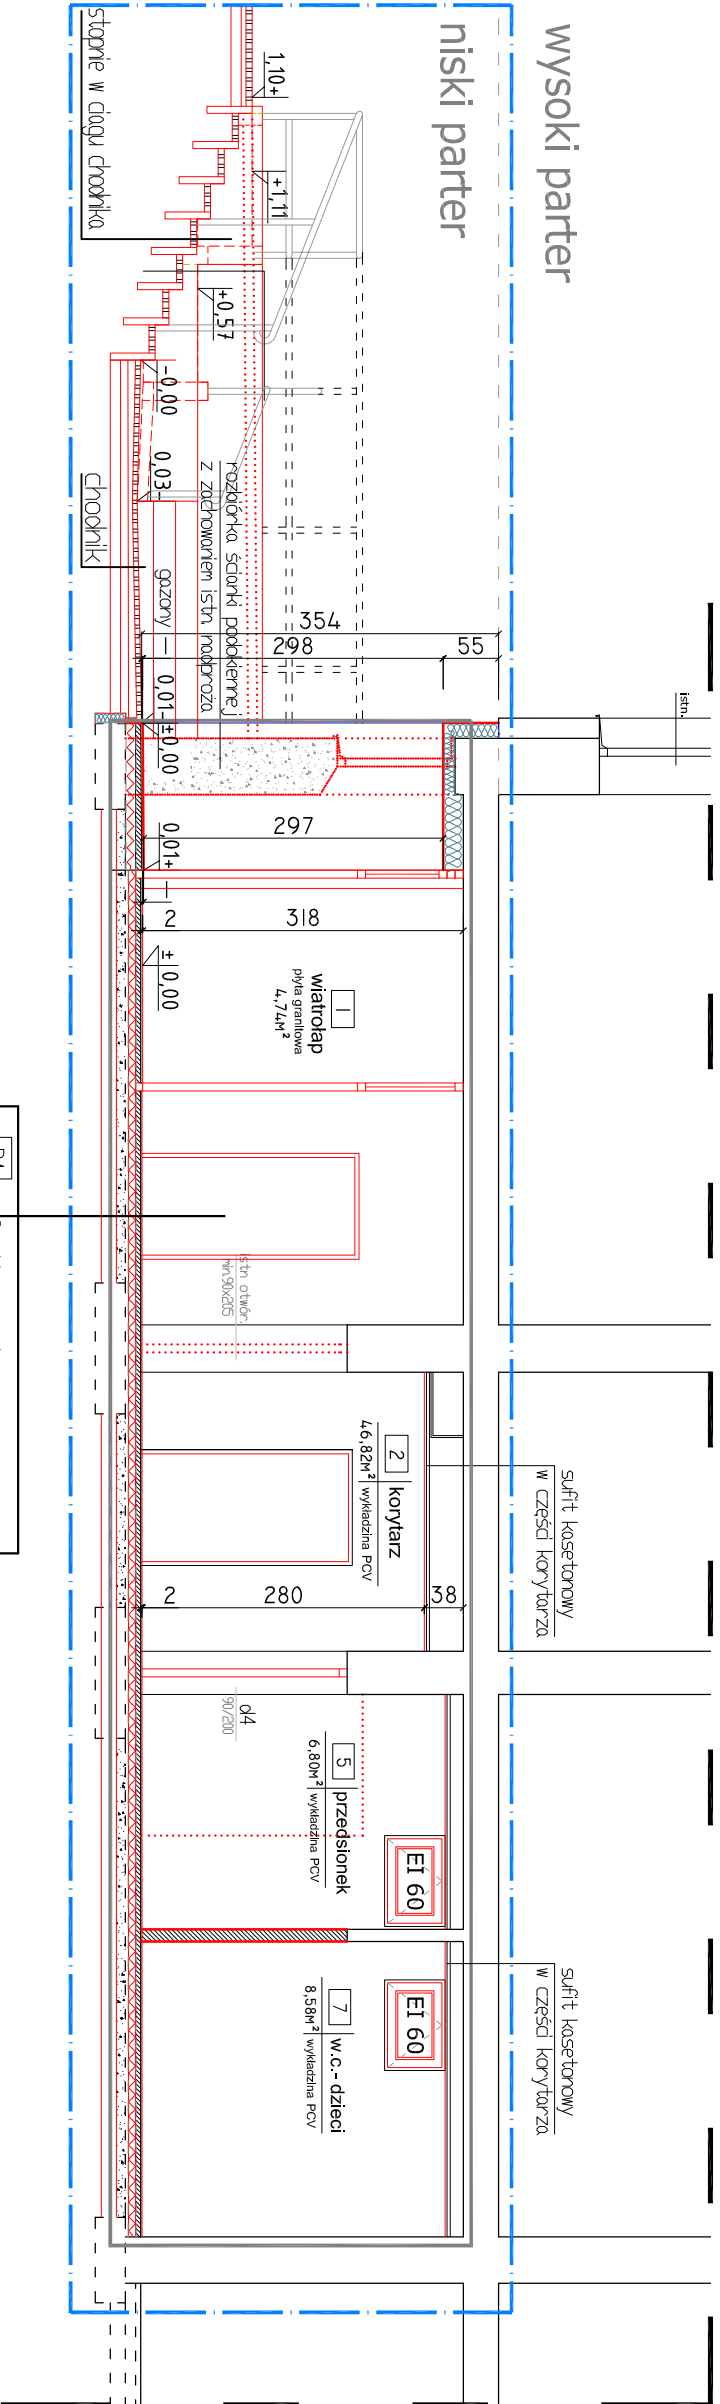 wysoki parter
niski parter
1,10+
+1,11
+0,57
-0,00
0,03-
stopnie w ciągu chodnika
chodnik
rozbiórka ścianki podokiennej
z zachowaniem istn. nadproża
gazony
0,01-
±0,00
354
298
55
istn.
297
0,01+
2
318
± 0,00
1
wiatrołap
płyta granitowa
4,74м²
istn otwór.
min.90x205
sufit kasetonowy
w części korytarza
2
korytarz
46,82м²
wykładzina PCV
2
280
38
d4
90/200
5
przedsionek
6,80м²
wykładzina PCV
EI 60
sufit kasetonowy
w części korytarza
EI 60
7
w.c.- dzieci
8,58м²
wykładzina PCV